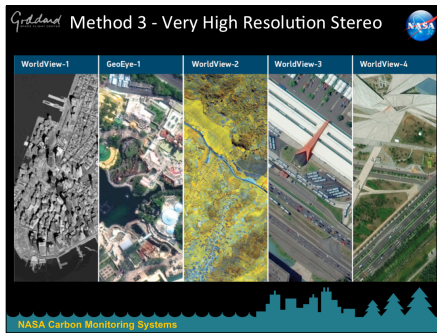 Goddard
Method 3 - Very High Resolution Stereo
NASA
WorldView-1
GeoEye-1
WorldView-2
WorldView-3
WorldView-4
NASA Carbon Monitoring Systems